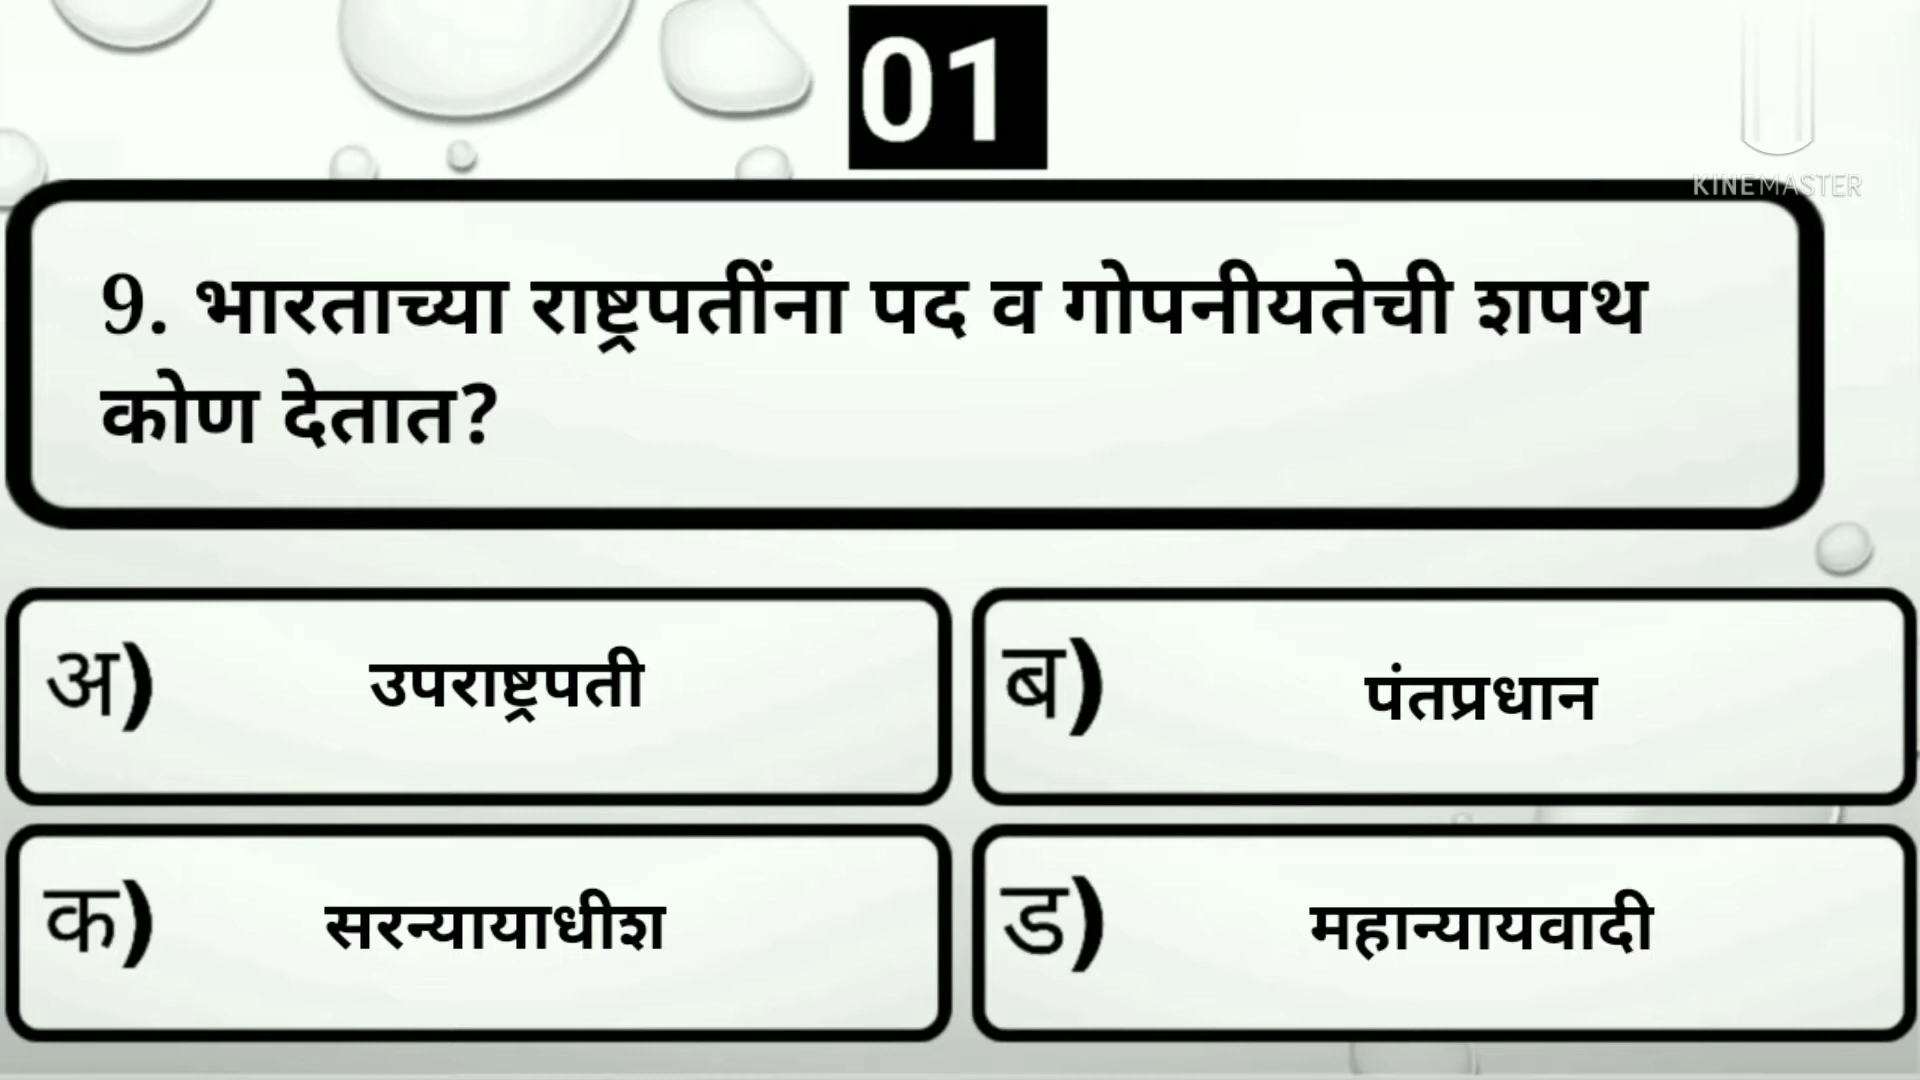 01
KINEMASTER
9. भारताच्या राष्ट्रपतींना पद व गोपनीयतेची शपथ
कोण देतात?
अ) उपराष्ट्रपती
ब) पंतप्रधान
क) सरन्यायाधीश
ड) महान्यायवादी